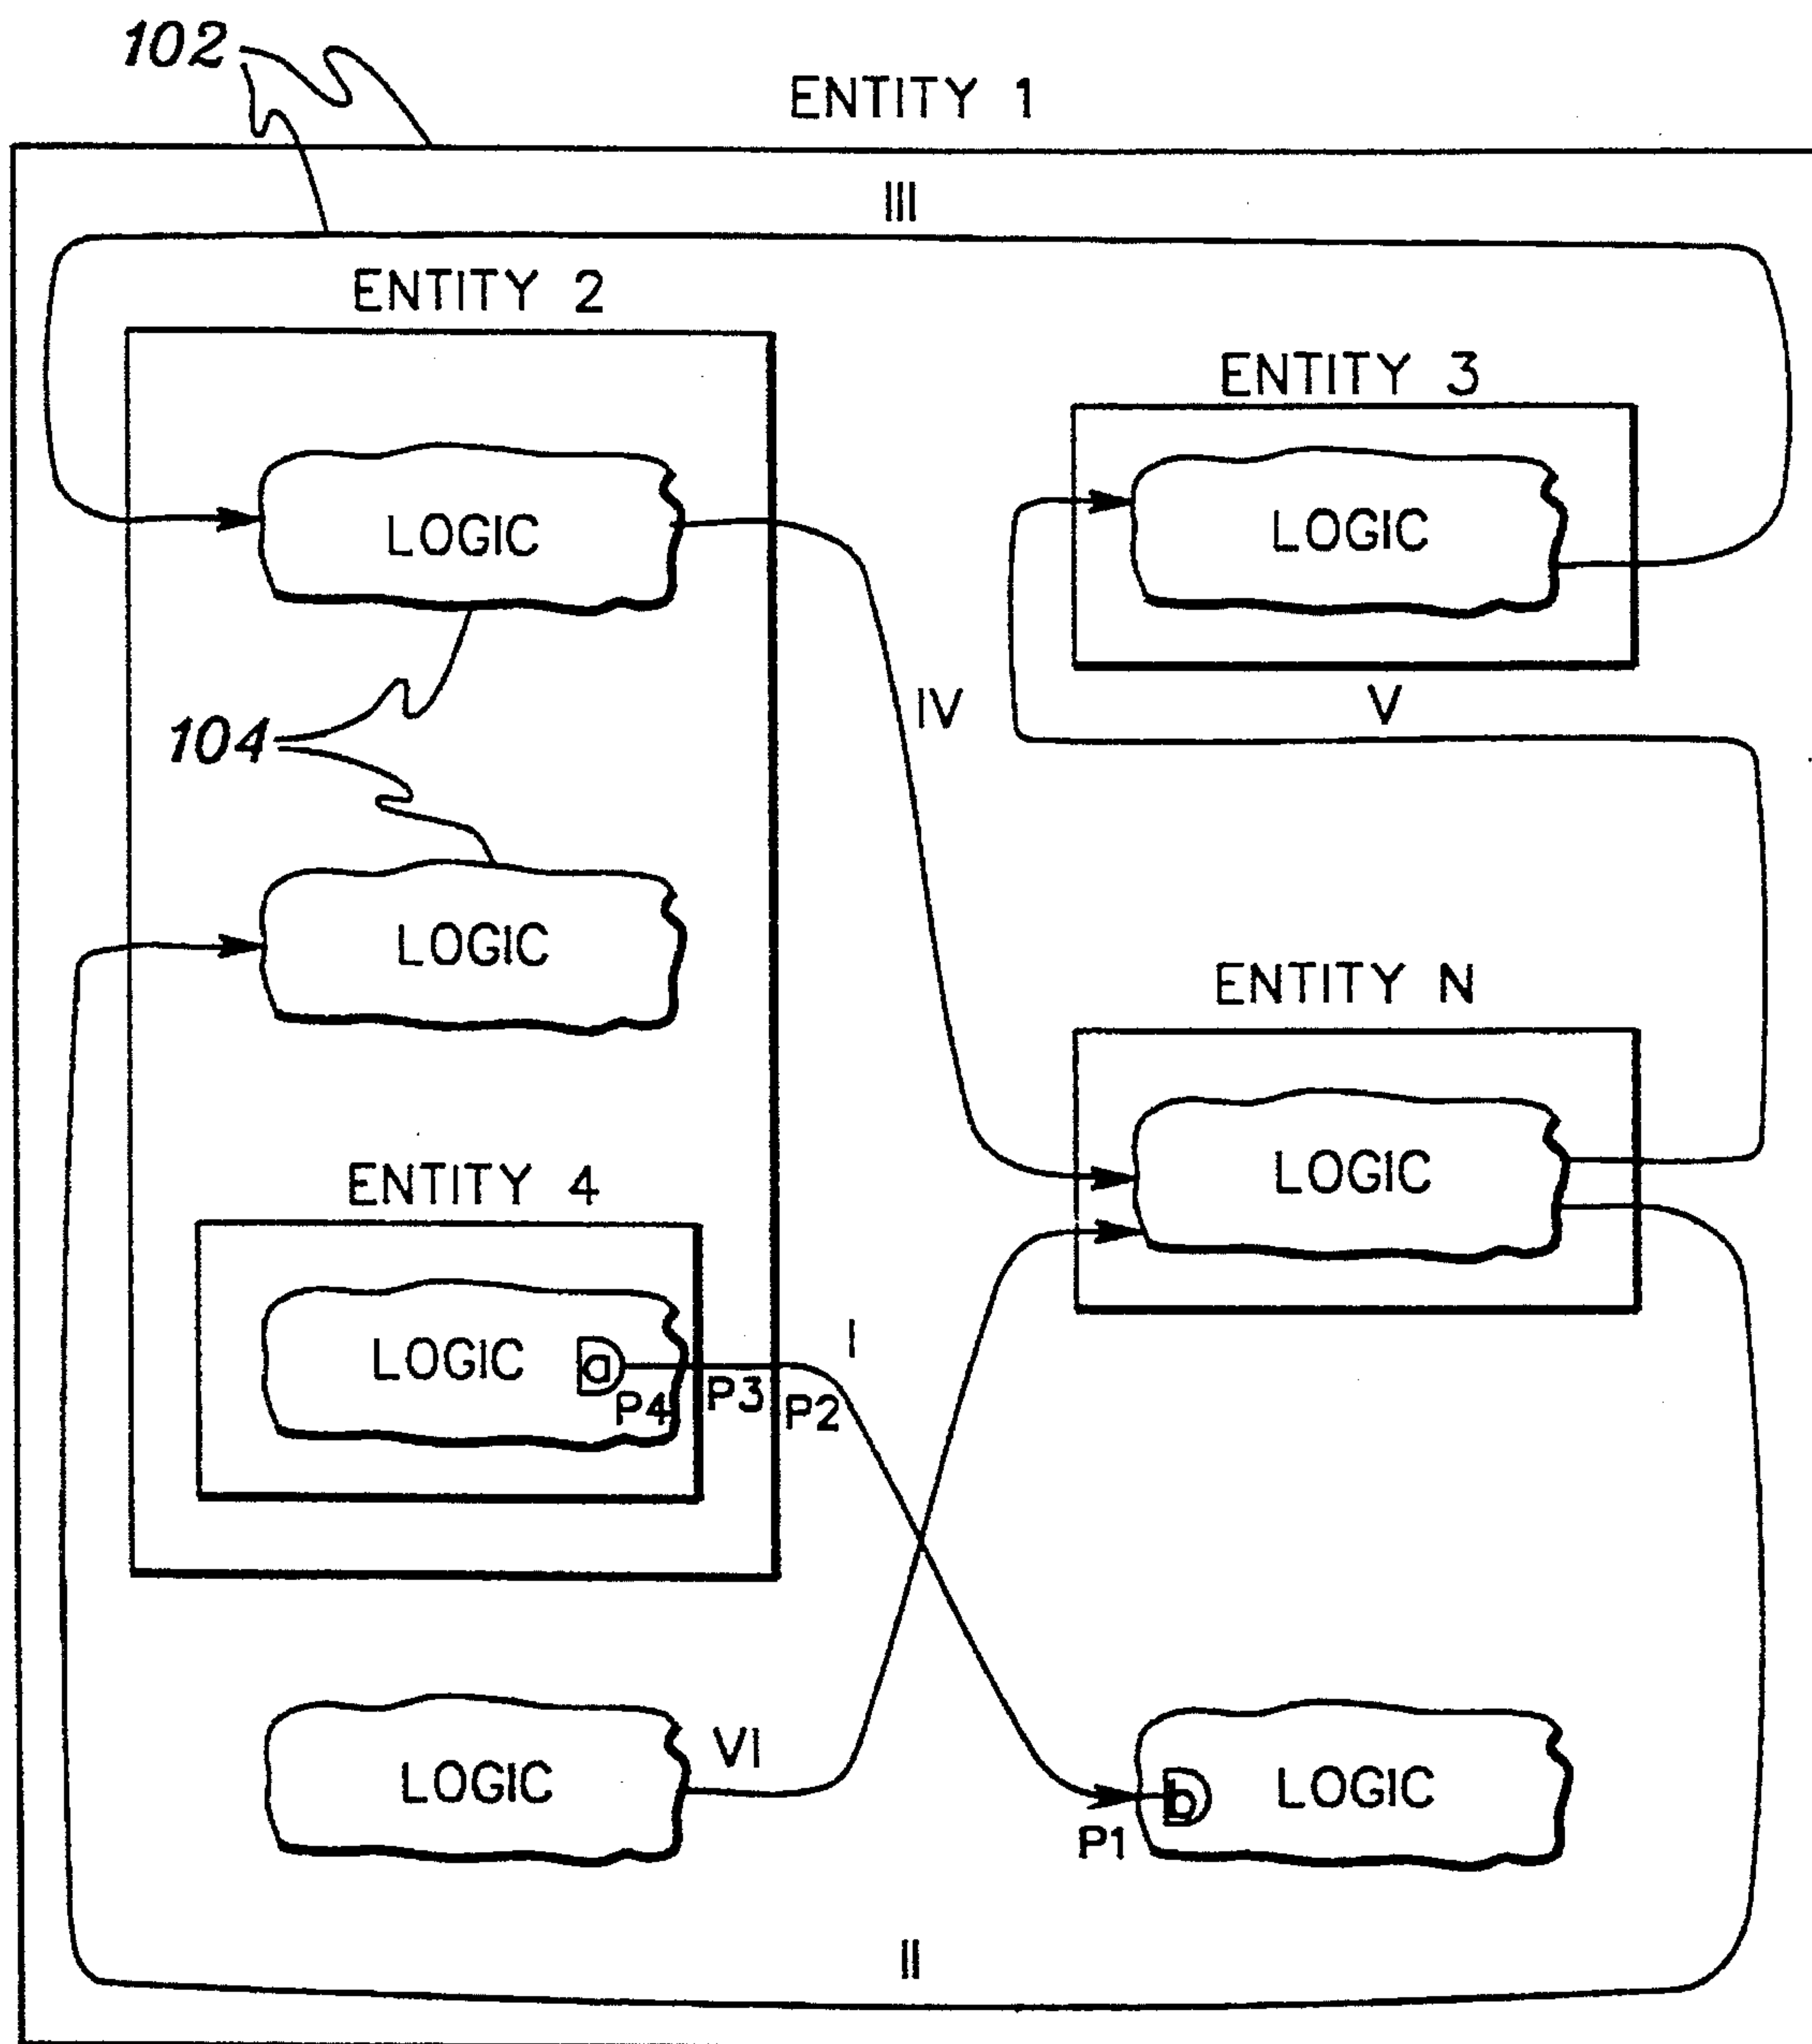 102
ENTITY 1
III
ENTITY 2
ENTITY 3
LOGIC
LOGIC
IV
V
104
LOGIC
ENTITY N
LOGIC
ENTITY 4
I
LOGIC a
P4 P3 P2
VI
LOGIC
b LOGIC
P1
II